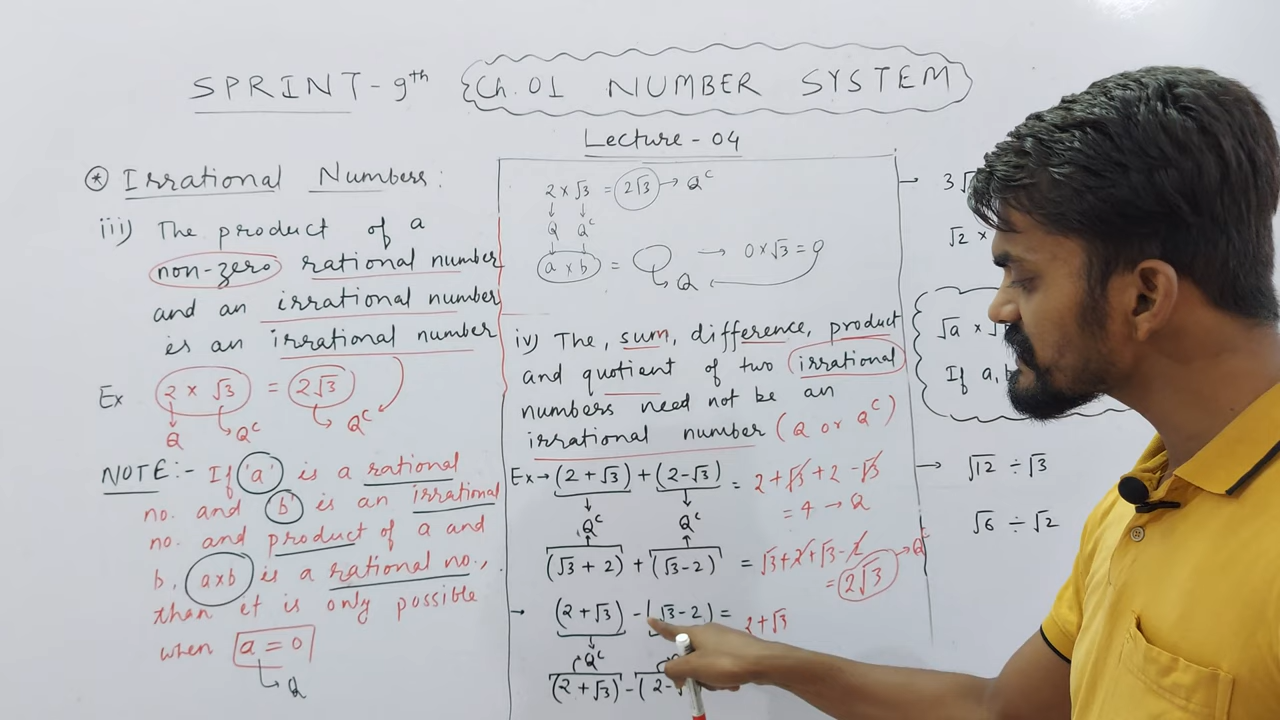 SPRINT - 9th
Ch. 01 NUMBER SYSTEM
Lecture - 04
* Irrational Numbers:
iii) The product of a
non-zero rational number
and an irrational number
is an irrational number
Ex 2 × √3 = 2√3
Q Qᶜ Qᶜ
NOTE:- If 'a' is a rational
no. and 'b' is an irrational
no. and product of a and
b, a×b is a rational no.,
than it is only possible
when a = 0
→ Q
2 × √3 = 2√3 → Qᶜ
↓ ↓
Q Qᶜ
a × b = → 0 × √3 = 0
→ Q
iv) The, sum, difference, product
and quotient of two irrational
numbers need not be an
irrational number (Q or Qᶜ)
Ex → (2 + √3) + (2 - √3) = 2 + √3 + 2 - √3
↓ ↓ = 4 → Q
Qᶜ Qᶜ
(√3 + 2) + (√3 - 2) = √3 + 2 + √3 - 2
= 2√3 → Qᶜ
→ (2 + √3) - (√3 - 2) = 2 + √3
Qᶜ
(2 + √3) - (2 -
→ 3√
√2 ×
√a × √
If a,
→ √12 ÷ √3
√6 ÷ √2